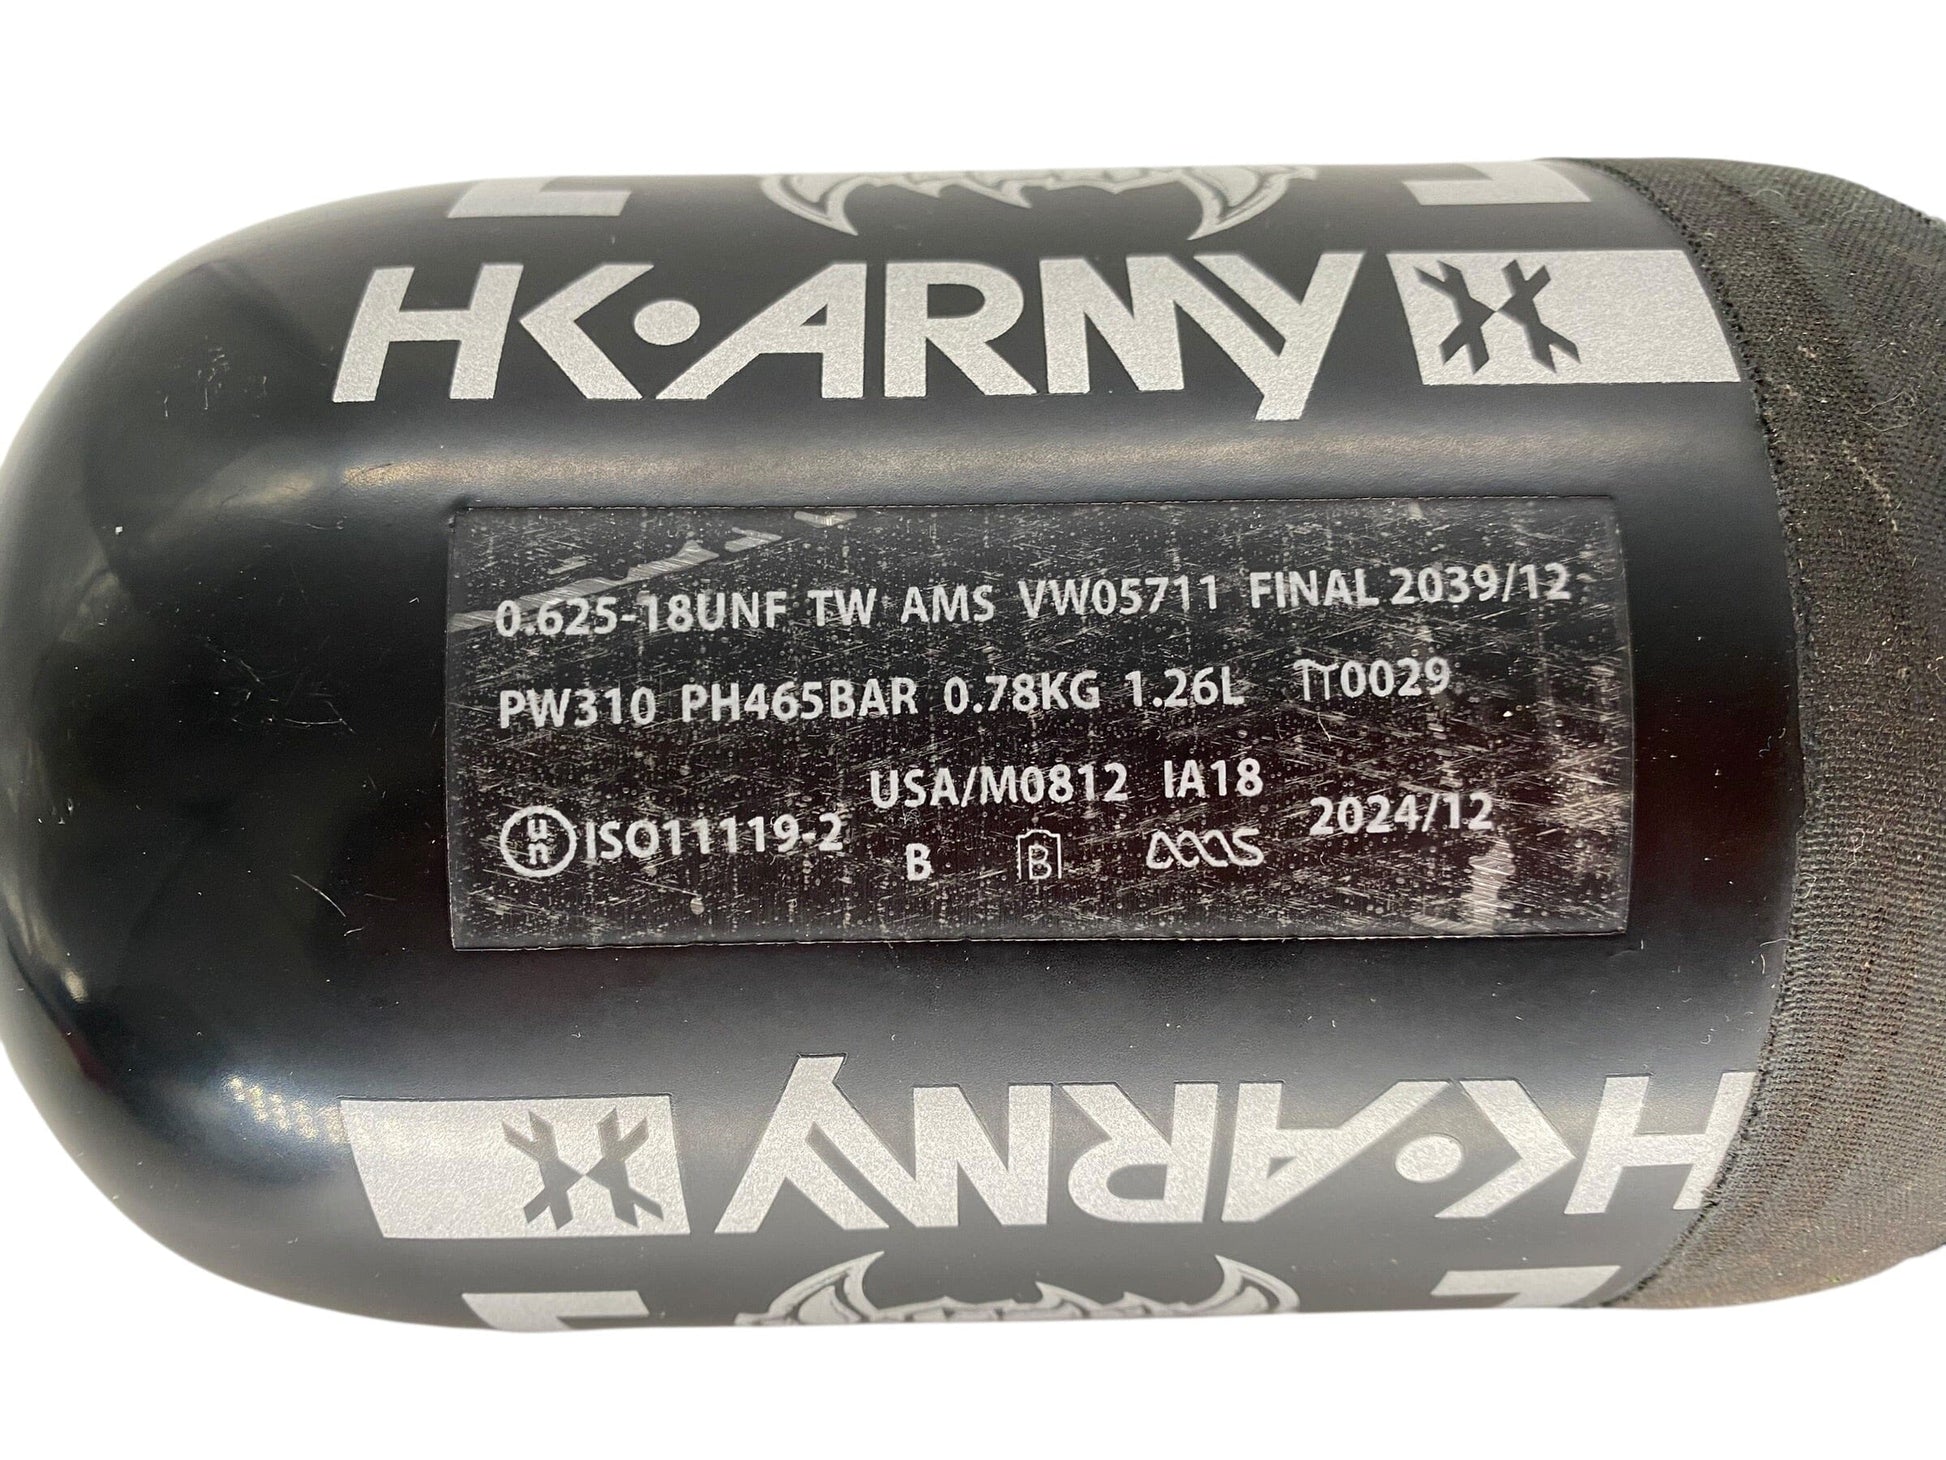 HK•ARMY
0.625-18UNF TW AMS VW05711 FINAL 2039/12
PW310 PH465BAR 0.78KG 1.26L TT0029
USA/M0812 IA18
un ISO11119-2 B B 2024/12
HK•ARMY